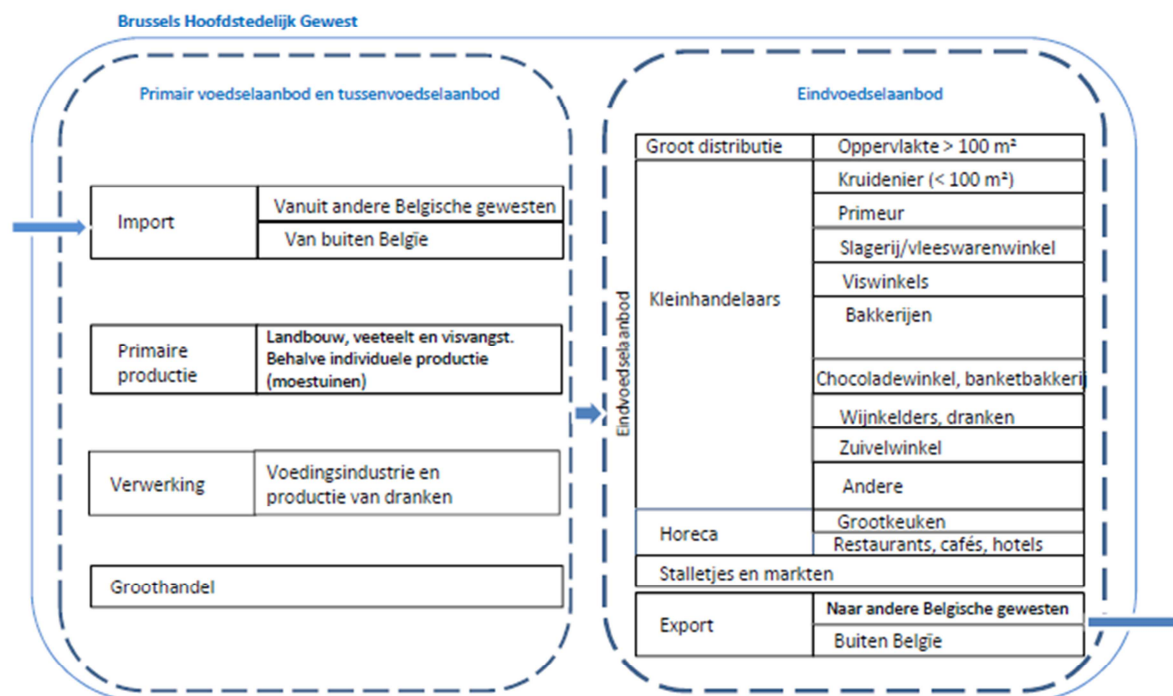 Brussels Hoofdstedelijk Gewest
Primair voedselaanbod en tussenvoedselaanbod
Import
Vanuit andere Belgische gewesten
Van buiten Belgïe
Primaire
productie
Landbouw, veeteelt en visvangst.
Behalve individuele productie
(moestuinen)
Verwerking
Voedingsindustrie en
productie van dranken
Groothandel
Eindvoedselaanbod
Eindvoedselaanbod
Groot distributie
Oppervlakte > 100 m²
Kleinhandelaars
Kruidenier (< 100 m²)
Primeur
Slagerij/vleeswarenwinkel
Viswinkels
Bakkerijen
Chocoladewinkel, banketbakkerij
Wijnkelders, dranken
Zuivelwinkel
Andere
Horeca
Grootkeuken
Restaurants, cafés, hotels
Stalletjes en markten
Export
Naar andere Belgische gewesten
Buiten Belgïe